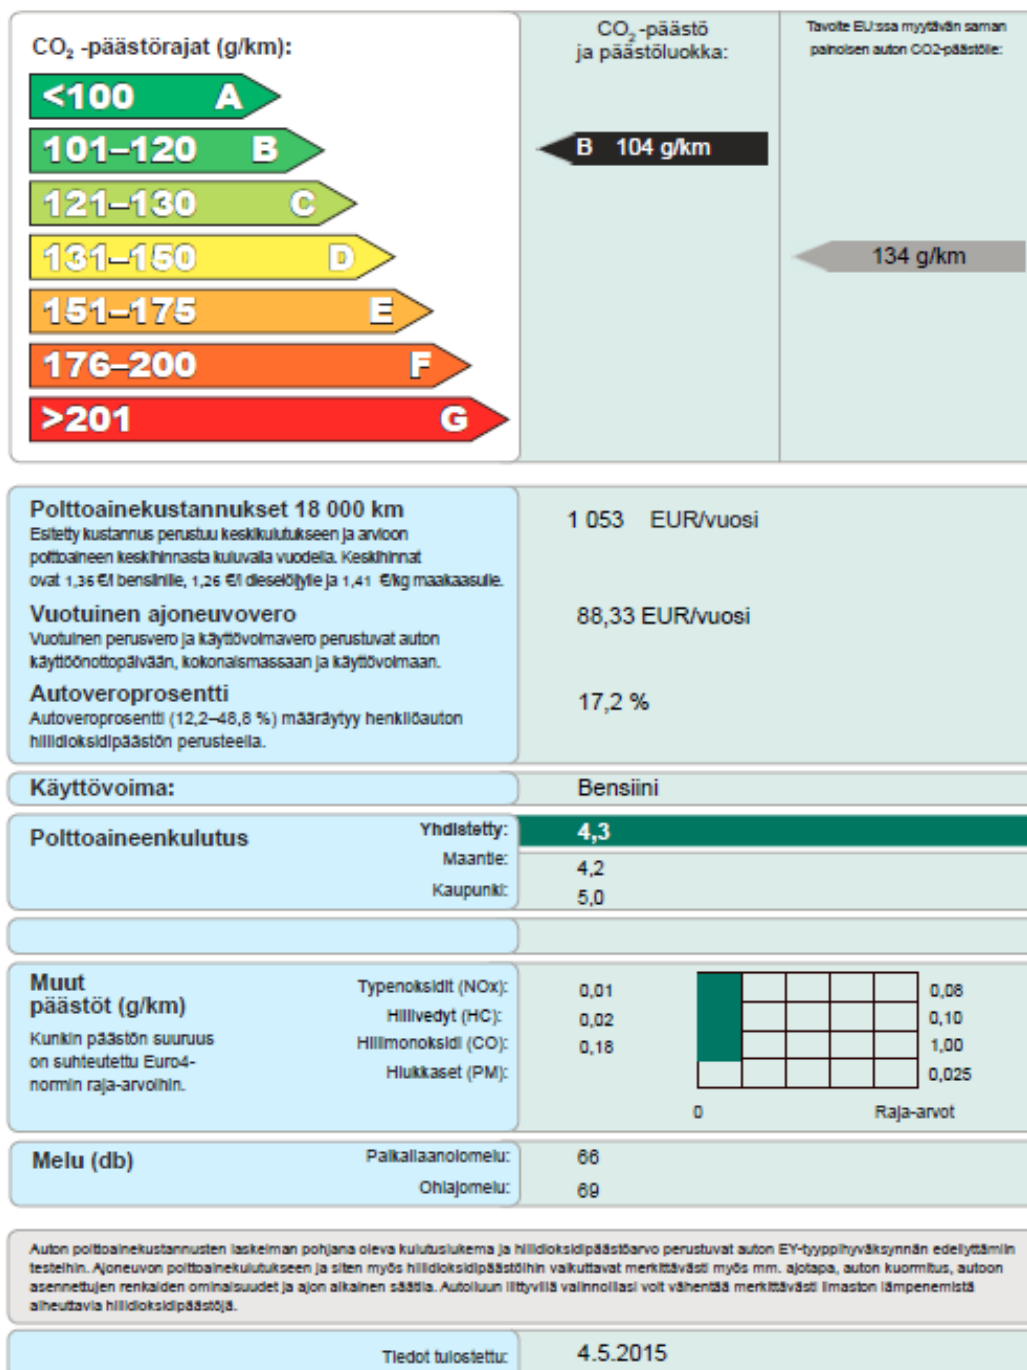 CO₂ -päästörajat (g/km):
<100 A
101–120 B
121–130 C
131–150 D
151–175 E
176–200 F
>201 G
CO₂ -päästö
ja päästöluokka:
B 104 g/km
Tavoite EU:ssa myytävän saman
painoisen auton CO2-päästölle:
134 g/km
Polttoainekustannukset 18 000 km
Esitetty kustannus perustuu keskikulutukseen ja arvioon
polttoaineen keskihinnasta kuluvalla vuodella. Keskihinnat
ovat 1,36 €/l bensiinille, 1,26 €/l dieselöljylle ja 1,41 €/kg maakaasulle.
1 053 EUR/vuosi
Vuotuinen ajoneuvovero
Vuotuinen perusvero ja käyttövoimavero perustuvat auton
käyttöönottopäivään, kokonaismassaan ja käyttövoimaan.
88,33 EUR/vuosi
Autoveroprosentti
Autoveroprosentti (12,2–48,8 %) määräytyy henkilöauton
hiilidioksidipäästön perusteella.
17,2 %
Käyttövoima: Bensiini
Polttoaineenkulutus
Yhdistetty: 4,3
Maantie: 4,2
Kaupunki: 5,0
Muut
päästöt (g/km)
Kunkin päästön suuruus
on suhteutettu Euro4-
normin raja-arvoihin.
Typenoksidit (NOx): 0,01 0,08
Hiilivedyt (HC): 0,02 0,10
Hiilimonoksidi (CO): 0,18 1,00
Hiukkaset (PM): 0,025
0 Raja-arvot
Melu (db)
Paikallaanolomelu: 66
Ohiajomelu: 69
Auton polttoainekustannusten laskelman pohjana oleva kulutuslukema ja hiilidioksidipäästöarvo perustuvat auton EY-tyyppihyväksynnän edellyttämiin
testeihin. Ajoneuvon polttoainekulutukseen ja siten myös hiilidioksidipäästöihin vaikuttavat merkittävästi myös mm. ajotapa, auton kuormitus, autoon
asennettujen renkaiden ominaisuudet ja ajon aikainen säätila. Autoiluun liittyvillä valinnoillasi voit vähentää merkittävästi ilmaston lämpenemistä
aiheuttavia hiilidioksidipäästöjä.
Tiedot tulostettu: 4.5.2015